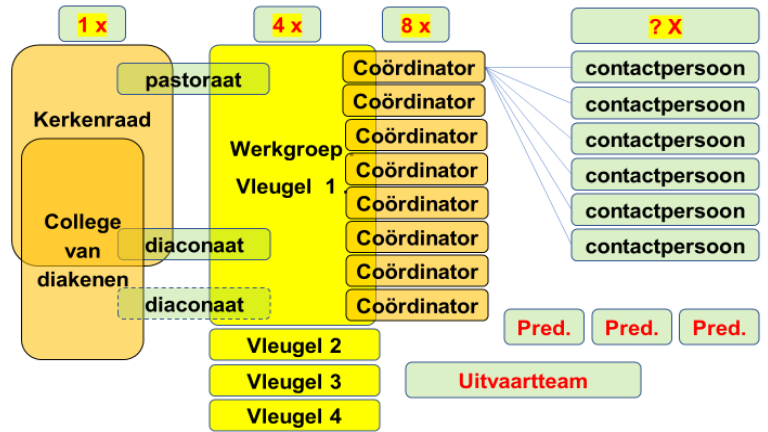 1 x
4 x
8 x
? X
Kerkenraad
College
van
diakenen
pastoraat
diaconaat
diaconaat
Werkgroep
Vleugel 1
Vleugel 2
Vleugel 3
Vleugel 4
Coördinator
Coördinator
Coördinator
Coördinator
Coördinator
Coördinator
Coördinator
Coördinator
contactpersoon
contactpersoon
contactpersoon
contactpersoon
contactpersoon
contactpersoon
Pred.
Pred.
Pred.
Uitvaartteam